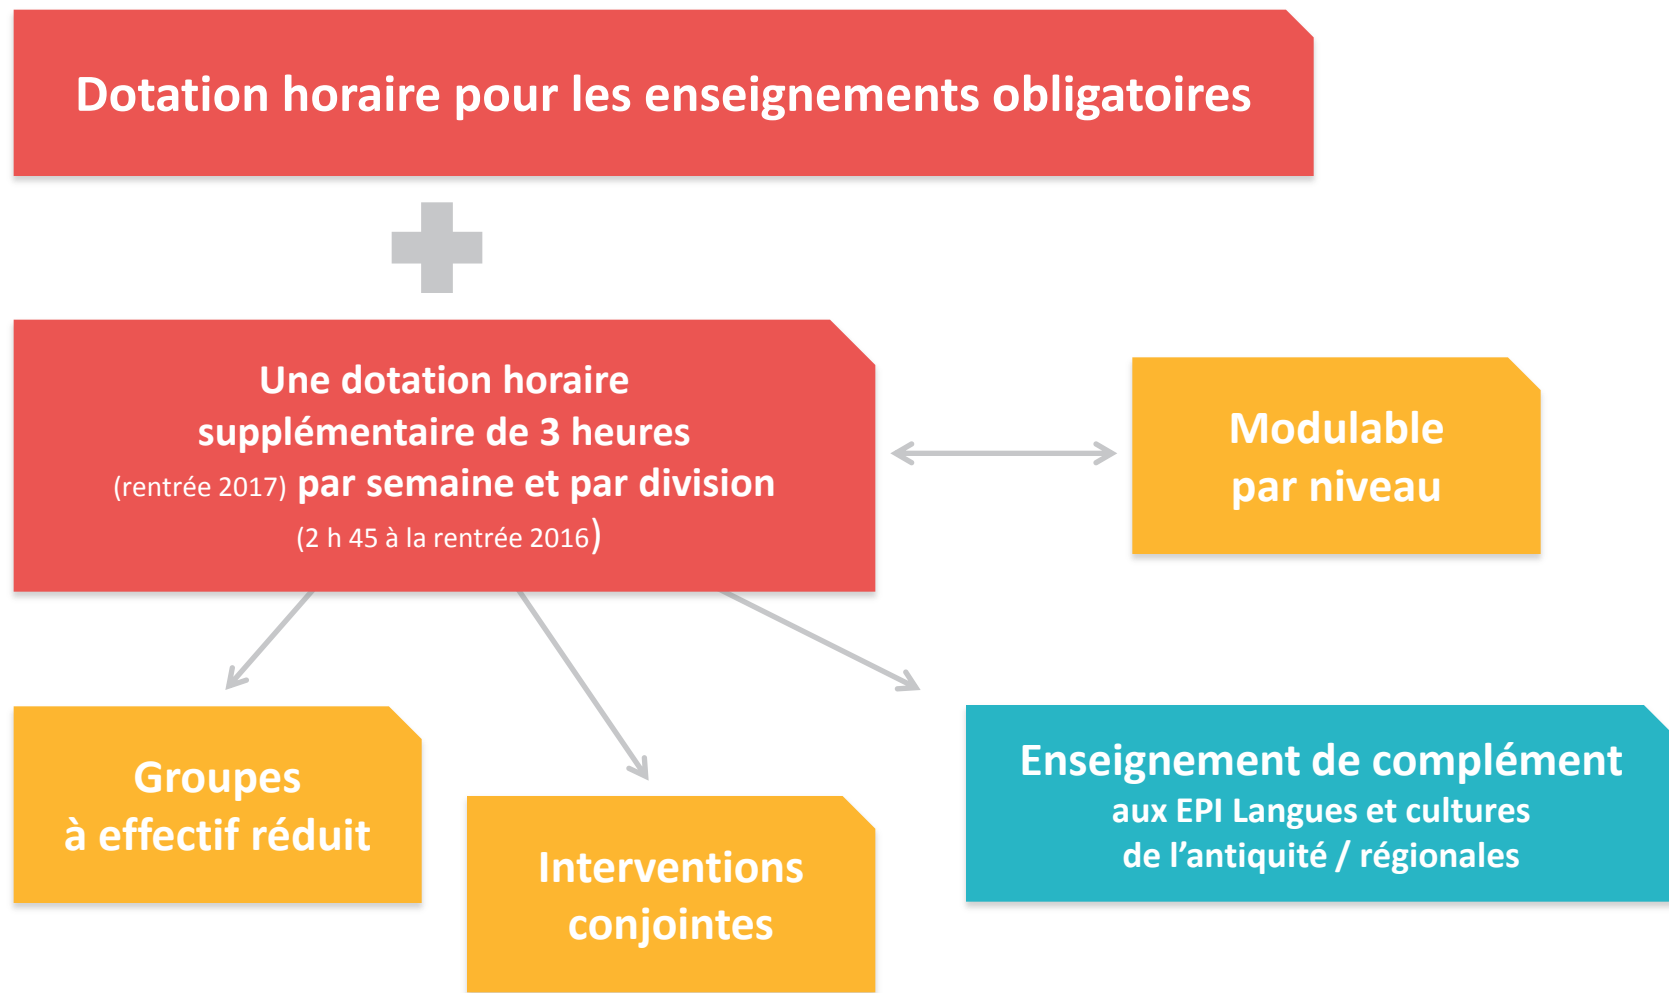 Dotation horaire pour les enseignements obligatoires
Une dotation horaire
supplémentaire de 3 heures
(rentrée 2017) par semaine et par division
(2 h 45 à la rentrée 2016)
Modulable
par niveau
Groupes
à effectif réduit
Interventions
conjointes
Enseignement de complément
aux EPI Langues et cultures
de l’antiquité / régionales